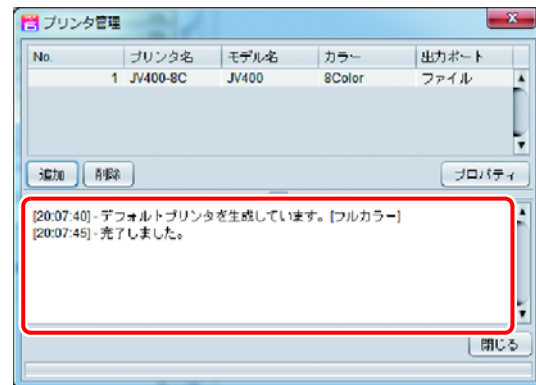 プリンタ管理
No. プリンタ名 モデル名 カラー 出力ポート
1 JV400-8C JV400 8Color ファイル
追加 削除 プロパティ
[20:07:40] - デフォルトプリンタを生成しています。[フルカラー]
[20:07:45] - 完了しました。
閉じる